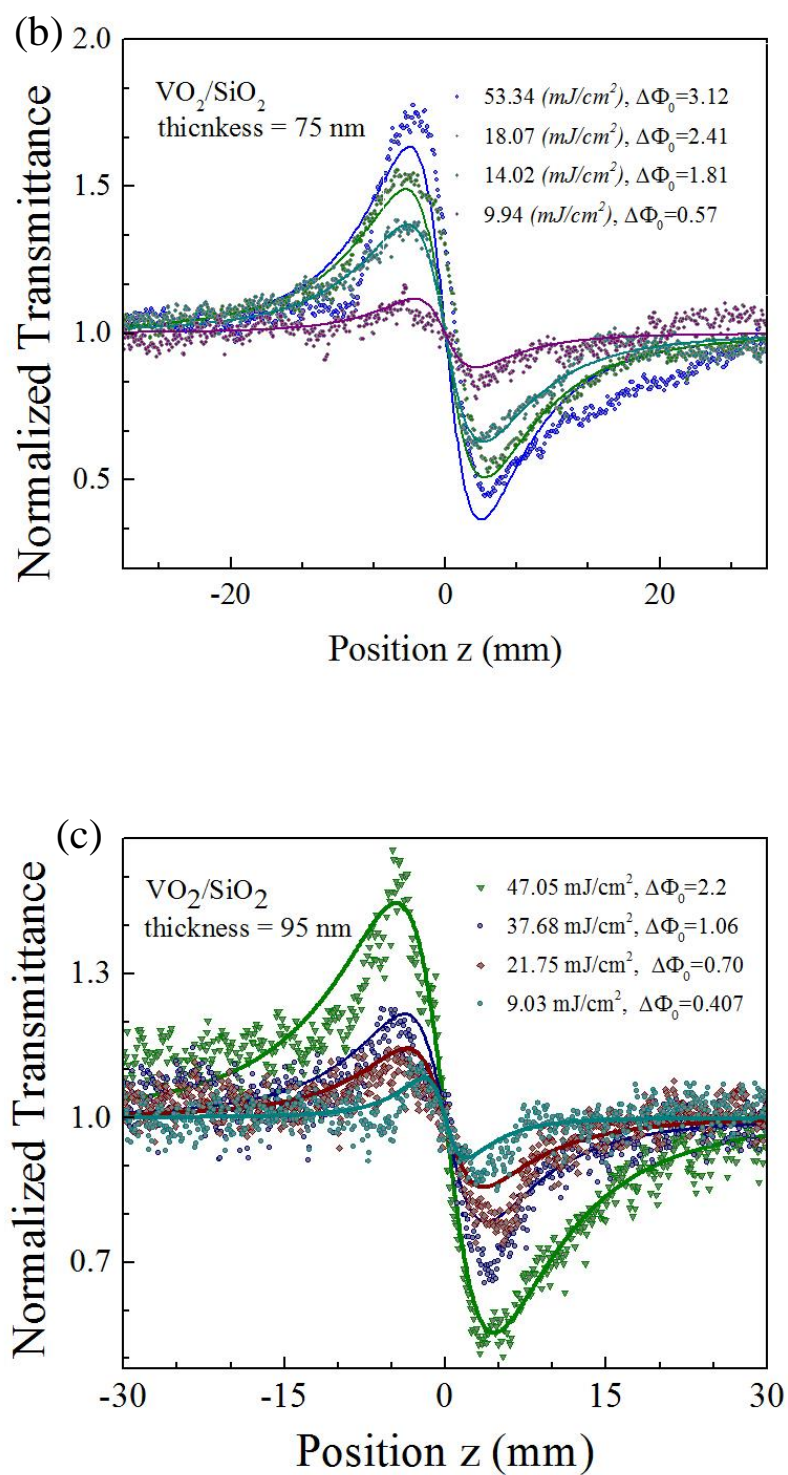 (b)
2.0
1.5
1.0
0.5
Normalized Transmittance
VO2/SiO2
thicnkess = 75 nm
53.34 (mJ/cm2), ΔΦ0=3.12
18.07 (mJ/cm2), ΔΦ0=2.41
14.02 (mJ/cm2), ΔΦ0=1.81
9.94 (mJ/cm2), ΔΦ0=0.57
-20 0 20
Position z (mm)
(c)
1.3
1.0
0.7
Normalized Transmittance
VO2/SiO2
thickness = 95 nm
47.05 mJ/cm2, ΔΦ0=2.2
37.68 mJ/cm2, ΔΦ0=1.06
21.75 mJ/cm2, ΔΦ0=0.70
9.03 mJ/cm2, ΔΦ0=0.407
-30 -15 0 15 30
Position z (mm)